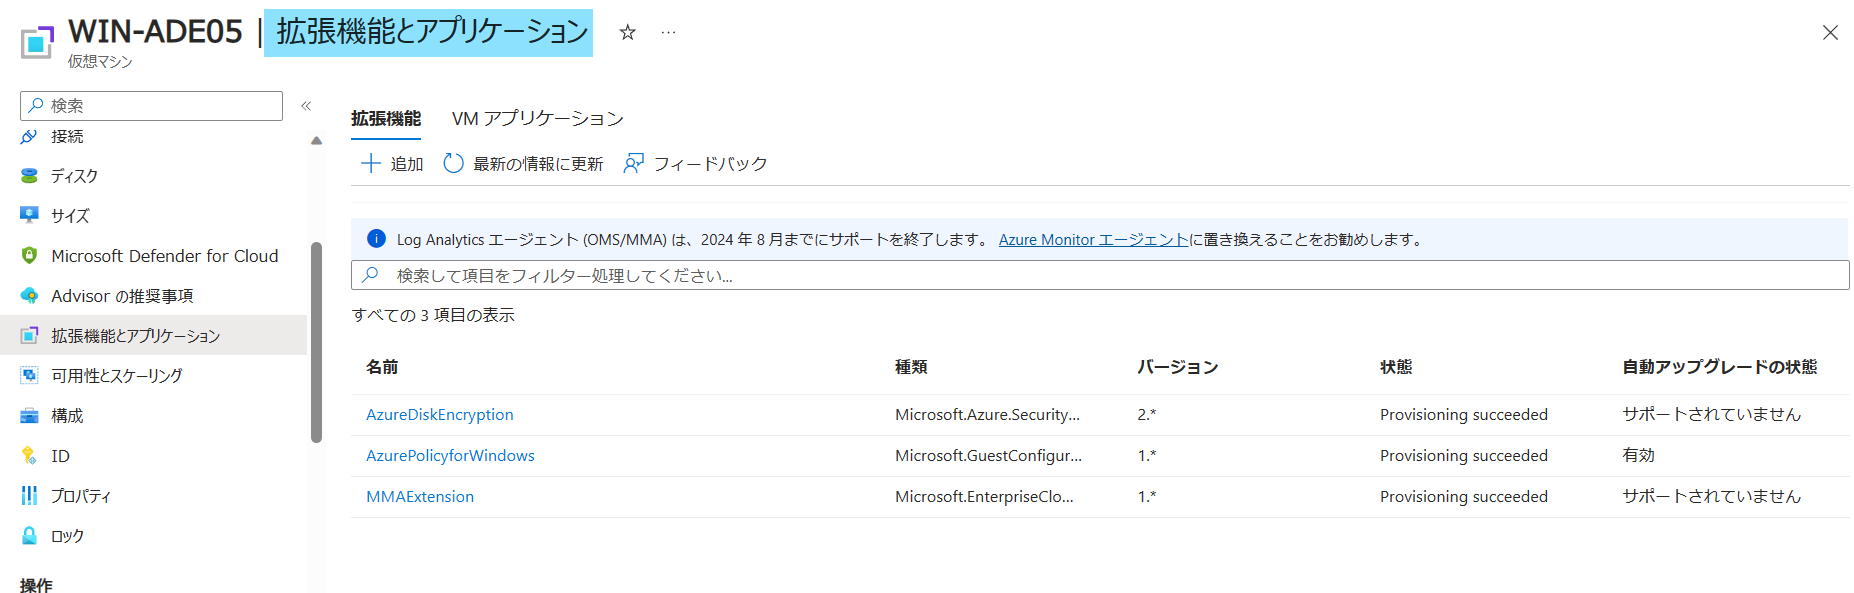 WIN-ADE05 | 拡張機能とアプリケーション ☆ …
仮想マシン
検索
接続
ディスク
サイズ
Microsoft Defender for Cloud
Advisor の推奨事項
拡張機能とアプリケーション
可用性とスケーリング
構成
ID
プロパティ
ロック
操作
拡張機能 VM アプリケーション
追加 最新の情報に更新 フィードバック
Log Analytics エージェント (OMS/MMA) は、2024 年 8 月までにサポートを終了します。 Azure Monitor エージェントに置き換えることをお勧めします。
検索して項目をフィルター処理してください...
すべての 3 項目の表示
名前 種類 バージョン 状態 自動アップグレードの状態
AzureDiskEncryption Microsoft.Azure.Security... 2.* Provisioning succeeded サポートされていません
AzurePolicyforWindows Microsoft.GuestConfigur... 1.* Provisioning succeeded 有効
MMAExtension Microsoft.EnterpriseClo... 1.* Provisioning succeeded サポートされていません